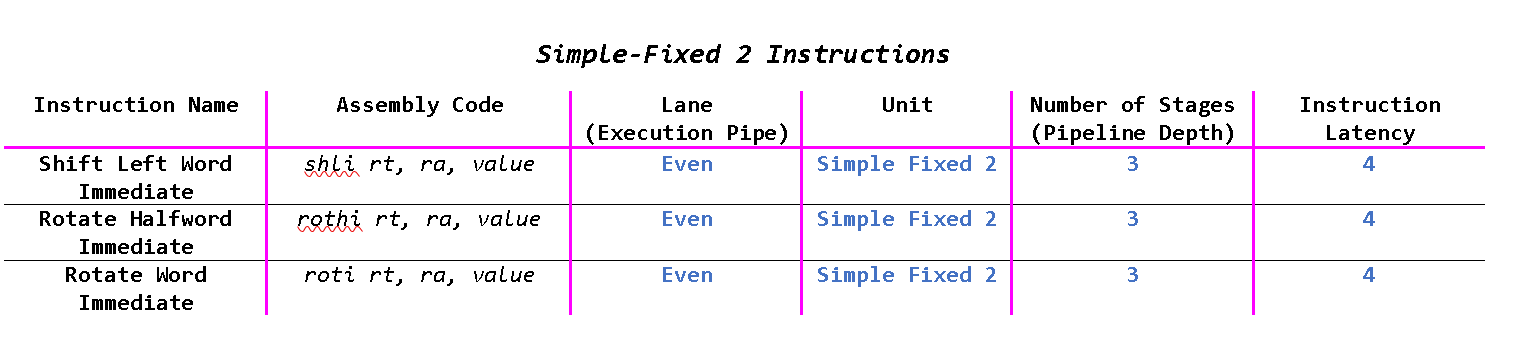 Simple-Fixed 2 Instructions
Instruction Name Assembly Code Lane Unit Number of Stages Instruction
(Execution Pipe) (Pipeline Depth) Latency
Shift Left Word shli rt, ra, value Even Simple Fixed 2 3 4
Immediate
Rotate Halfword rothi rt, ra, value Even Simple Fixed 2 3 4
Immediate
Rotate Word roti rt, ra, value Even Simple Fixed 2 3 4
Immediate